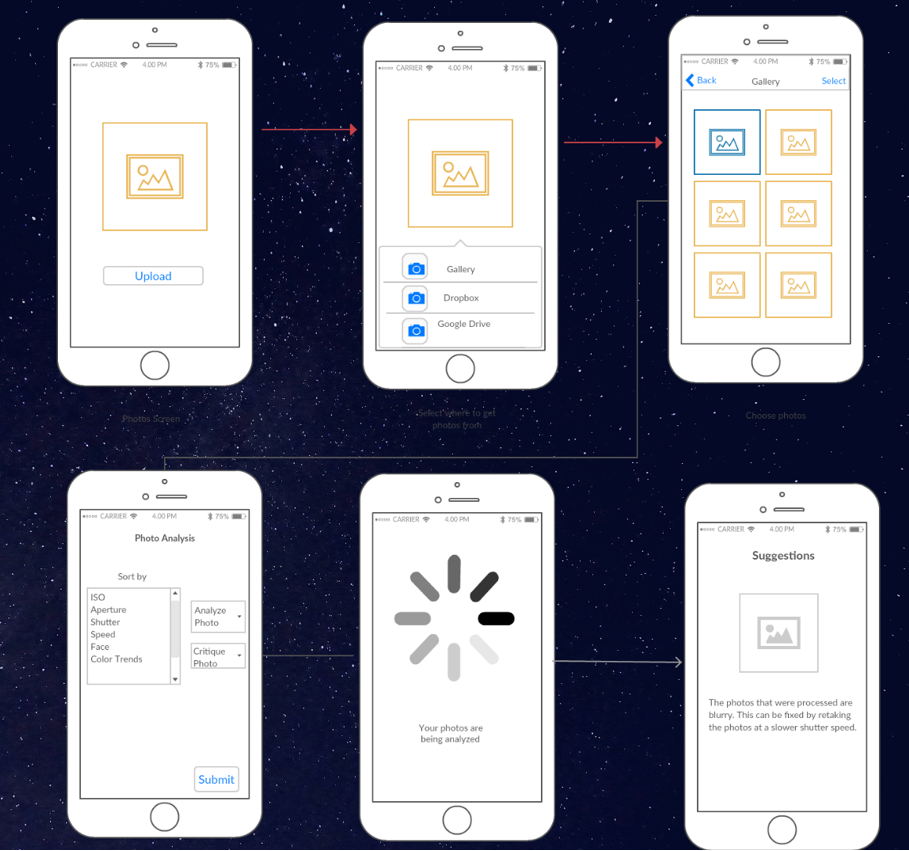 CARRIER 4.00 PM 75%
Upload
Photos Screen
CARRIER 4.00 PM 75%
Gallery
Dropbox
Google Drive
Select where to get
photos from
CARRIER 4.00 PM 75%
Back Gallery Select
Choose photos
CARRIER 4.00 PM 75%
Photo Analysis
Sort by
ISO
Aperture
Shutter
Speed
Face
Color Trends
Analyze
Photo
Critique
Photo
Submit
CARRIER 4.00 PM 75%
Your photos are
being analyzed
CARRIER 4.00 PM 75%
Suggestions
The photos that were processed are
blurry. This can be fixed by retaking
the photos at a slower shutter speed.